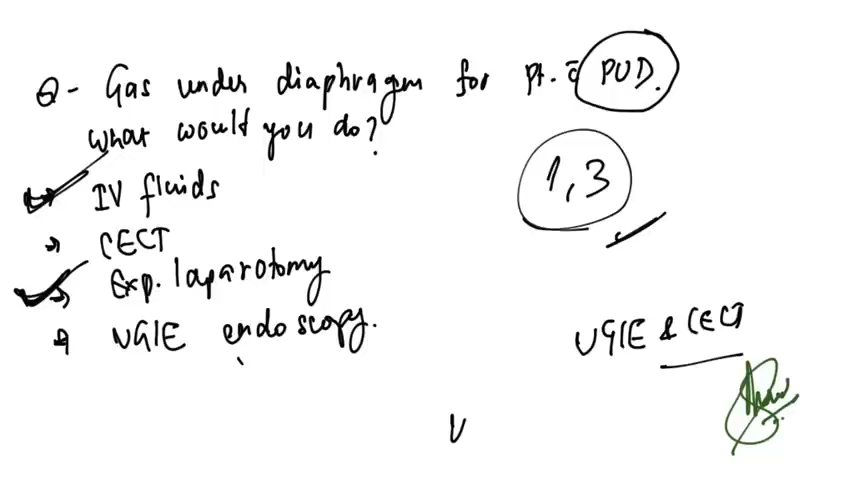 Q- Gas under diaphragm for pt. c̄ PUD.
what would you do?
IV fluids
1,3
→ CECT
→ Exp. laparotomy
→ UGIE endoscopy.
UGIE & CECT
U